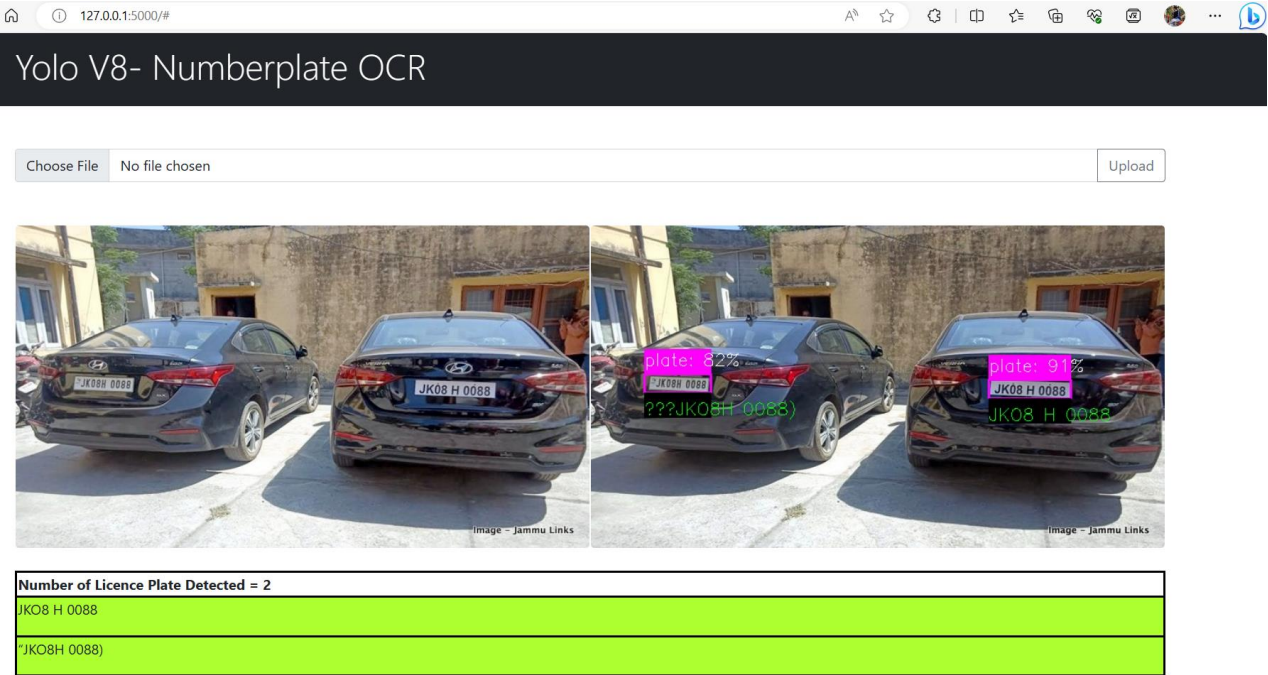 127.0.0.1:5000/#
Yolo V8- Numberplate OCR
Choose File No file chosen Upload
JK08H 0088
JK08 H 0088
Image - Jammu Links
plate: 82%
JK08H 0088
???JK08H 0088)
plate: 91%
JK08 H 0088
JK08 H 0088
Image - Jammu Links
Number of Licence Plate Detected = 2
JKO8 H 0088
“JKO8H 0088)